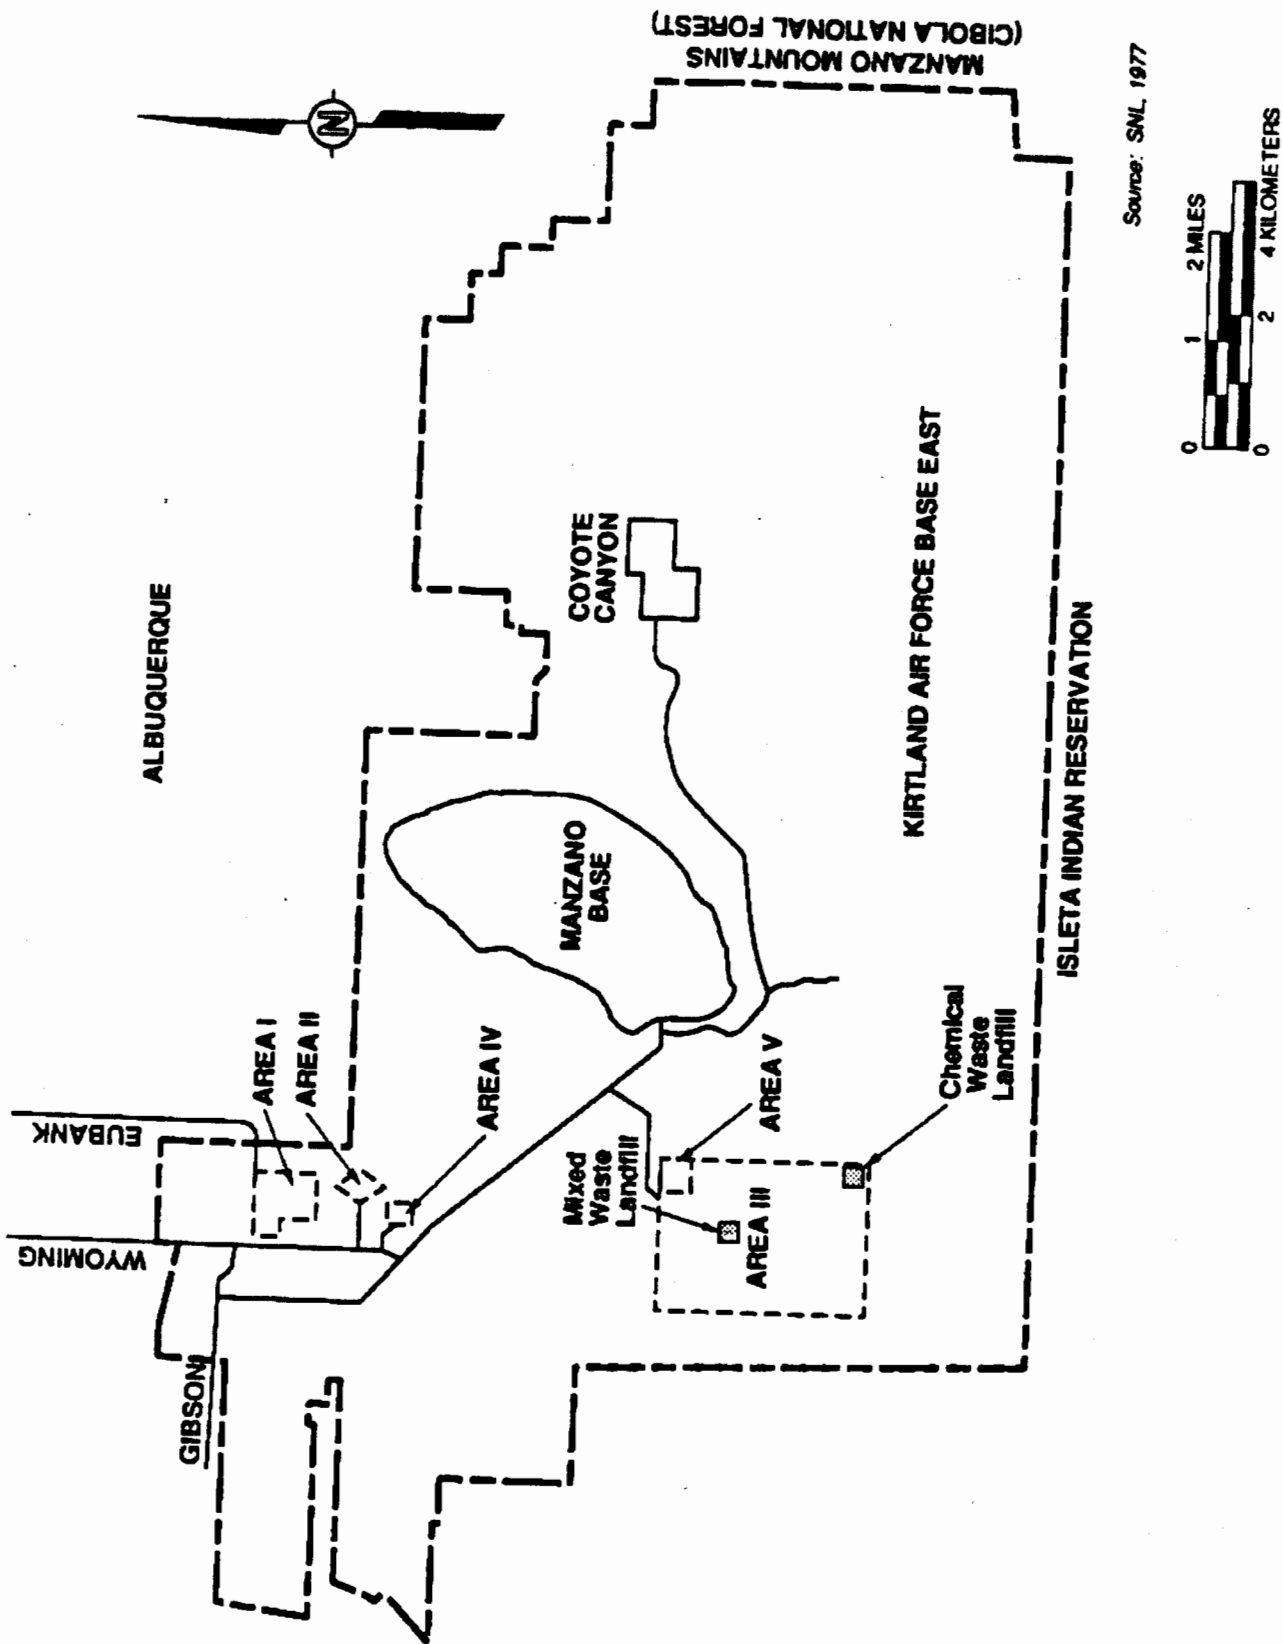 N
MANZANO MOUNTAINS
(CIBOLA NATIONAL FOREST)
ALBUQUERQUE
EUBANK
WYOMING
GIBSON
AREA I
AREA II
AREA IV
MANZANO
BASE
COYOTE
CANYON
Mixed
Waste
Landfill
AREA V
AREA III
Chemical
Waste
Landfill
KIRTLAND AIR FORCE BASE EAST
ISLETA INDIAN RESERVATION
0 1 2 MILES
0 2 4 KILOMETERS
Source: SNL, 1977